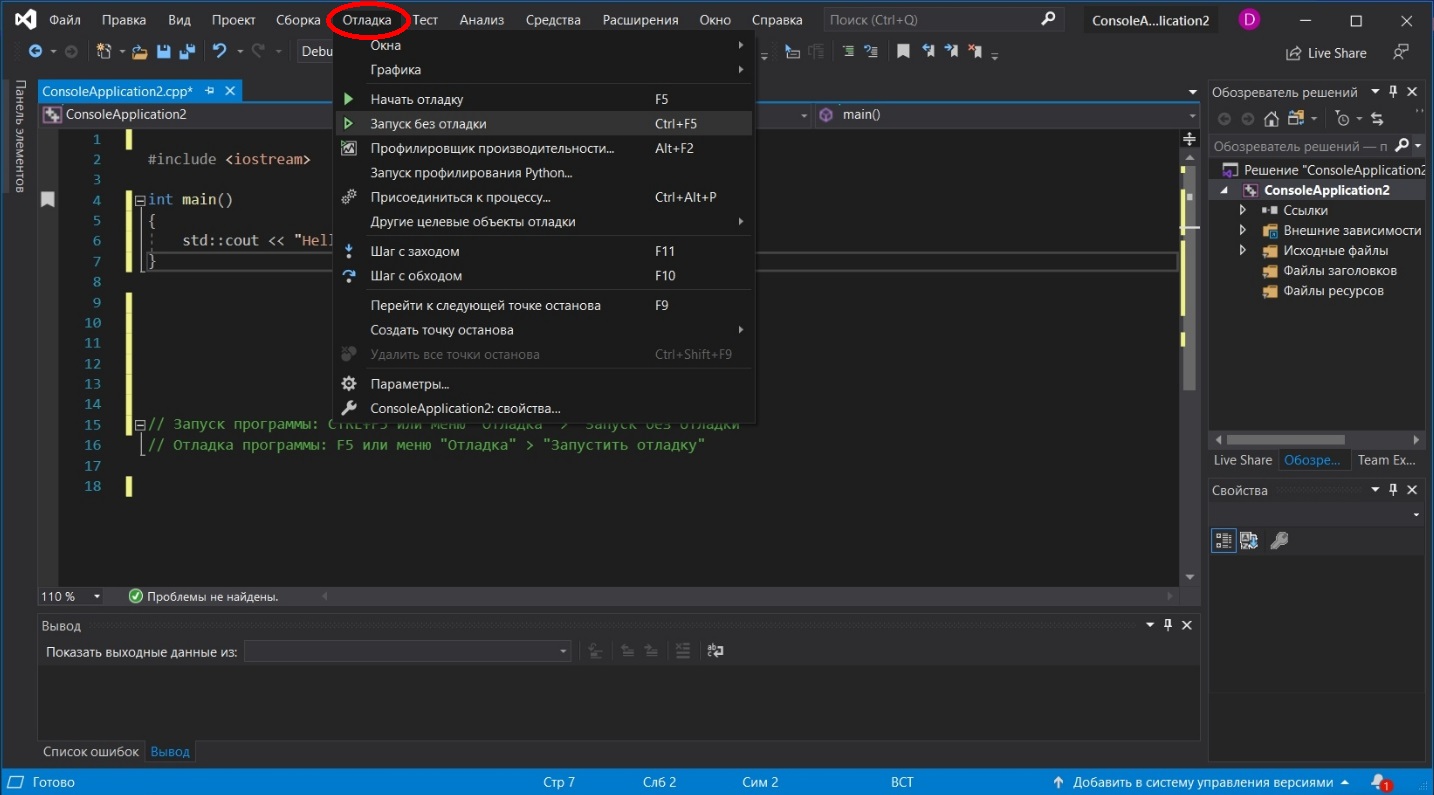 Файл Правка Вид Проект Сборка Отладка Тест Анализ Средства Расширения Окно Справка Поиск (Ctrl+Q) ConsoleA...lication2 D
Debu
Live Share
Панель элементов
ConsoleApplication2.cpp*
ConsoleApplication2
main()
Окна
Графика
Начать отладку F5
Запуск без отладки Ctrl+F5
Профилировщик производительности... Alt+F2
Запуск профилирования Python...
Присоединиться к процессу... Ctrl+Alt+P
Другие целевые объекты отладки
Шаг с заходом F11
Шаг с обходом F10
Перейти к следующей точке останова F9
Создать точку останова
Удалить все точки останова Ctrl+Shift+F9
Параметры...
ConsoleApplication2: свойства...
1
2 #include <iostream>
3
4 int main()
5 {
6 std::cout << "Hell
7 }
8
9
10
11
12
13
14
15 // Запуск программы: CTRL+F5 или меню "Отладка" > "Запуск без отладки"
16 // Отладка программы: F5 или меню "Отладка" > "Запустить отладку"
17
18
110 % Проблемы не найдены.
Обозреватель решений
Обозреватель решений — п
Решение "ConsoleApplication2
ConsoleApplication2
Ссылки
Внешние зависимости
Исходные файлы
Файлы заголовков
Файлы ресурсов
Live Share Обозре... Team Ex...
Свойства
Вывод
Показать выходные данные из:
Список ошибок Вывод
Готово Стр 7 Слб 2 Сим 2 ВСТ Добавить в систему управления версиями 1